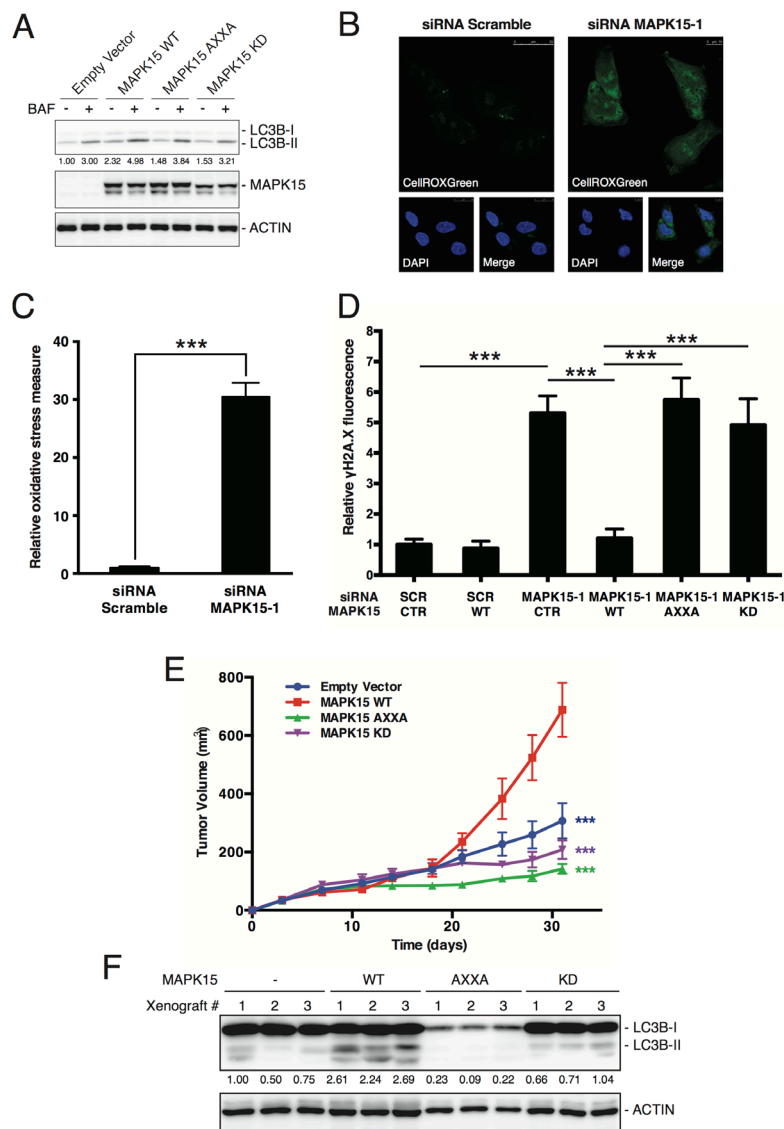 A
Empty Vector
MAPK15 WT
MAPK15 AXXA
MAPK15 KD
BAF - + - + - + - +
- LC3B-I
- LC3B-II
1.00 3.00 2.32 4.98 1.48 3.84 1.53 3.21
- MAPK15
- ACTIN
B
siRNA Scramble
siRNA MAPK15-1
CellROXGreen
CellROXGreen
DAPI
Merge
DAPI
Merge
C
Relative oxidative stress measure
40
30
20
10
0
***
siRNA
Scramble
siRNA
MAPK15-1
D
Relative γH2A.X fluorescence
8
7
6
5
4
3
2
1
0
***
***
***
***
siRNA SCR SCR MAPK15-1 MAPK15-1 MAPK15-1 MAPK15-1
MAPK15 CTR WT CTR WT AXXA KD
E
Tumor Volume (mm3)
800
600
400
200
0
Empty Vector
MAPK15 WT
MAPK15 AXXA
MAPK15 KD
***
***
***
0 10 20 30
Time (days)
F
MAPK15 - WT AXXA KD
Xenograft # 1 2 3 1 2 3 1 2 3 1 2 3
- LC3B-I
- LC3B-II
1.00 0.50 0.75 2.61 2.24 2.69 0.23 0.09 0.22 0.66 0.71 1.04
- ACTIN